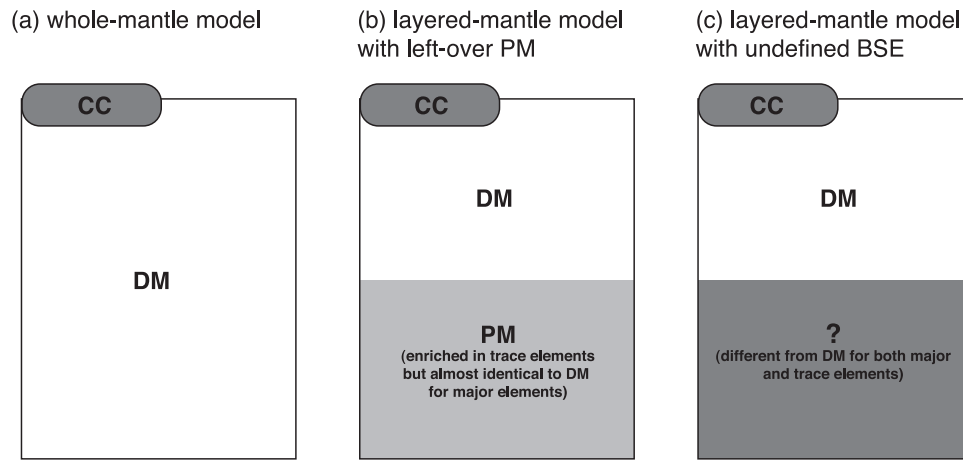 (a) whole-mantle model
CC
DM
(b) layered-mantle model
with left-over PM
CC
DM
PM
(enriched in trace elements
but almost identical to DM
for major elements)
(c) layered-mantle model
with undefined BSE
CC
DM
?
(different from DM for both major
and trace elements)